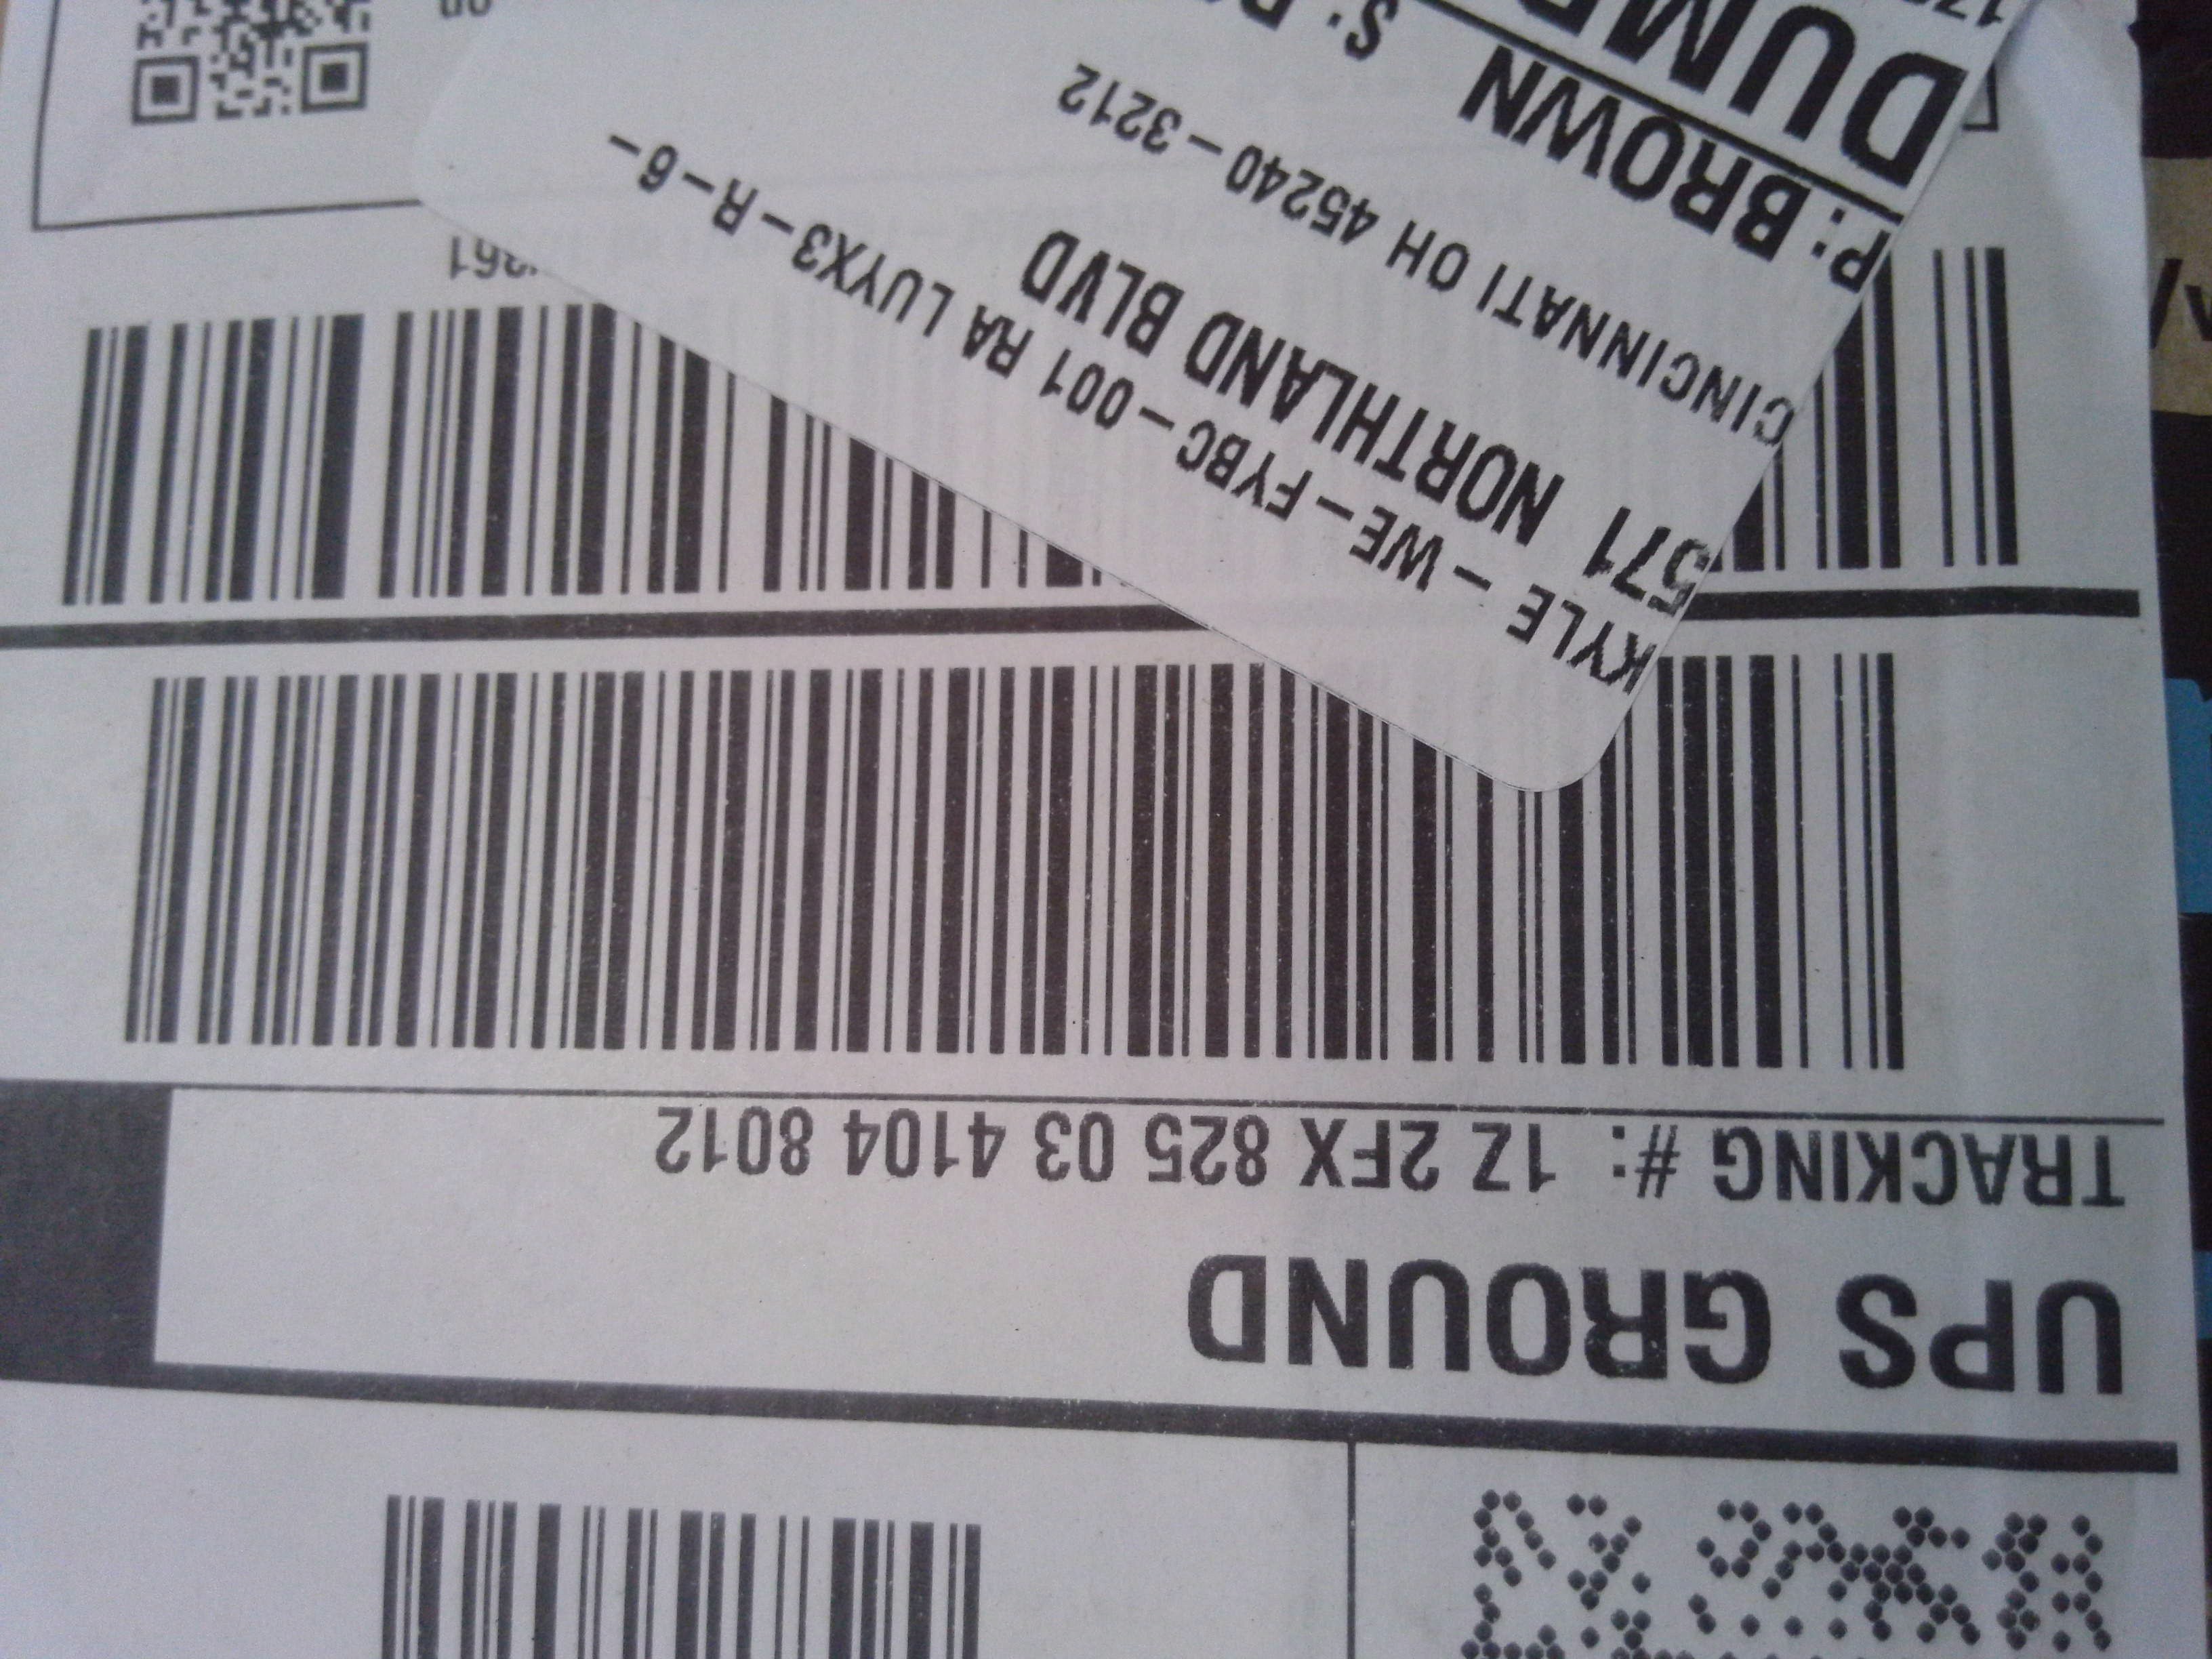 UPS GROUND
TRACKING #: 1Z 2FX 825 03 4104 8012
KYLE - WE - FYBC - 001 RA LUYX3 - R - 6 -
571 NORTHLAND BLVD
CINCINNATI OH 45240 - 3212
P: BROWN S: